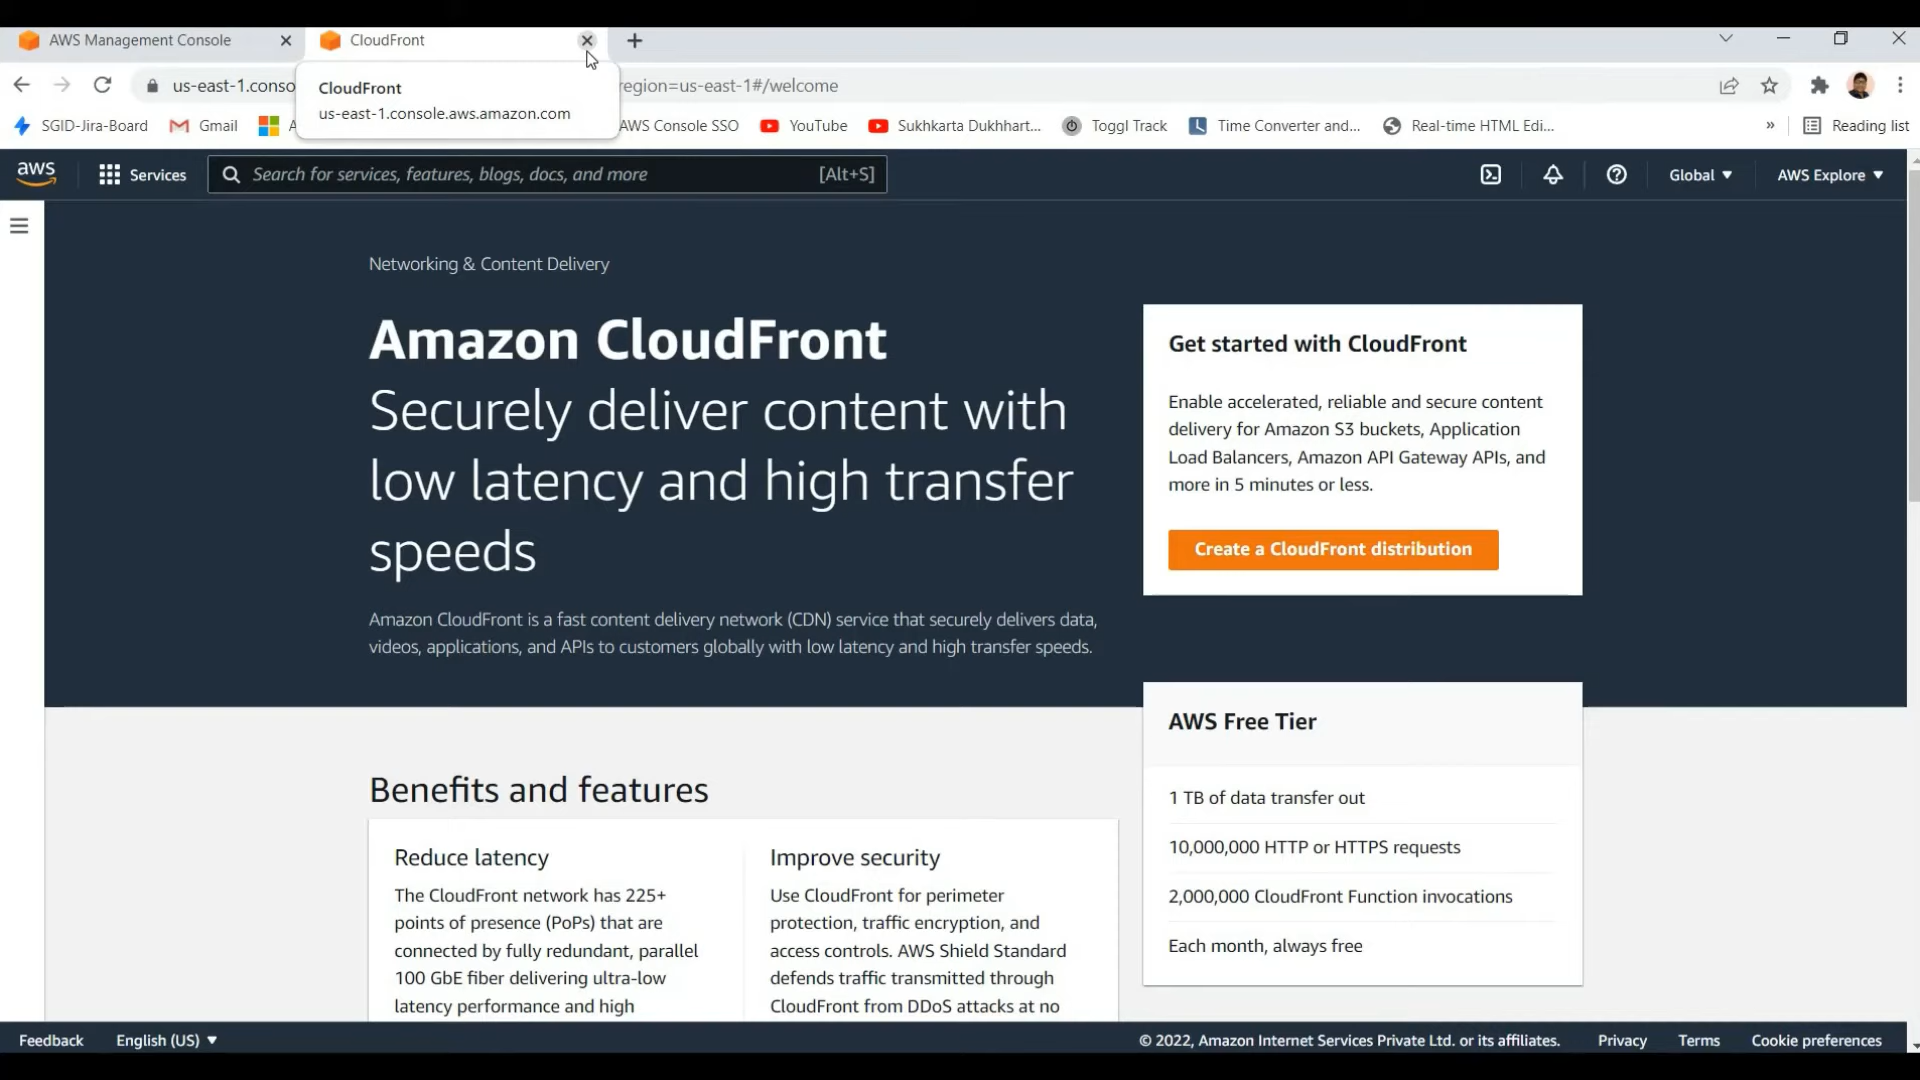 AWS Management Console
CloudFront
us-east-1.conso
region=us-east-1#/welcome
CloudFront
us-east-1.console.aws.amazon.com
SGID-Jira-Board
Gmail
AWS Console SSO
YouTube
Sukhkarta Dukhhart...
Toggl Track
Time Converter and...
Real-time HTML Edi...
»
Reading list
aws
Services
Search for services, features, blogs, docs, and more
[Alt+S]
Global
AWS Explore
Networking & Content Delivery
Amazon CloudFront
Securely deliver content with
low latency and high transfer
speeds
Amazon CloudFront is a fast content delivery network (CDN) service that securely delivers data,
videos, applications, and APIs to customers globally with low latency and high transfer speeds.
Get started with CloudFront
Enable accelerated, reliable and secure content
delivery for Amazon S3 buckets, Application
Load Balancers, Amazon API Gateway APIs, and
more in 5 minutes or less.
Create a CloudFront distribution
AWS Free Tier
1 TB of data transfer out
10,000,000 HTTP or HTTPS requests
2,000,000 CloudFront Function invocations
Each month, always free
Benefits and features
Reduce latency
The CloudFront network has 225+
points of presence (PoPs) that are
connected by fully redundant, parallel
100 GbE fiber delivering ultra-low
latency performance and high
Improve security
Use CloudFront for perimeter
protection, traffic encryption, and
access controls. AWS Shield Standard
defends traffic transmitted through
CloudFront from DDoS attacks at no
Feedback
English (US)
© 2022, Amazon Internet Services Private Ltd. or its affiliates.
Privacy
Terms
Cookie preferences